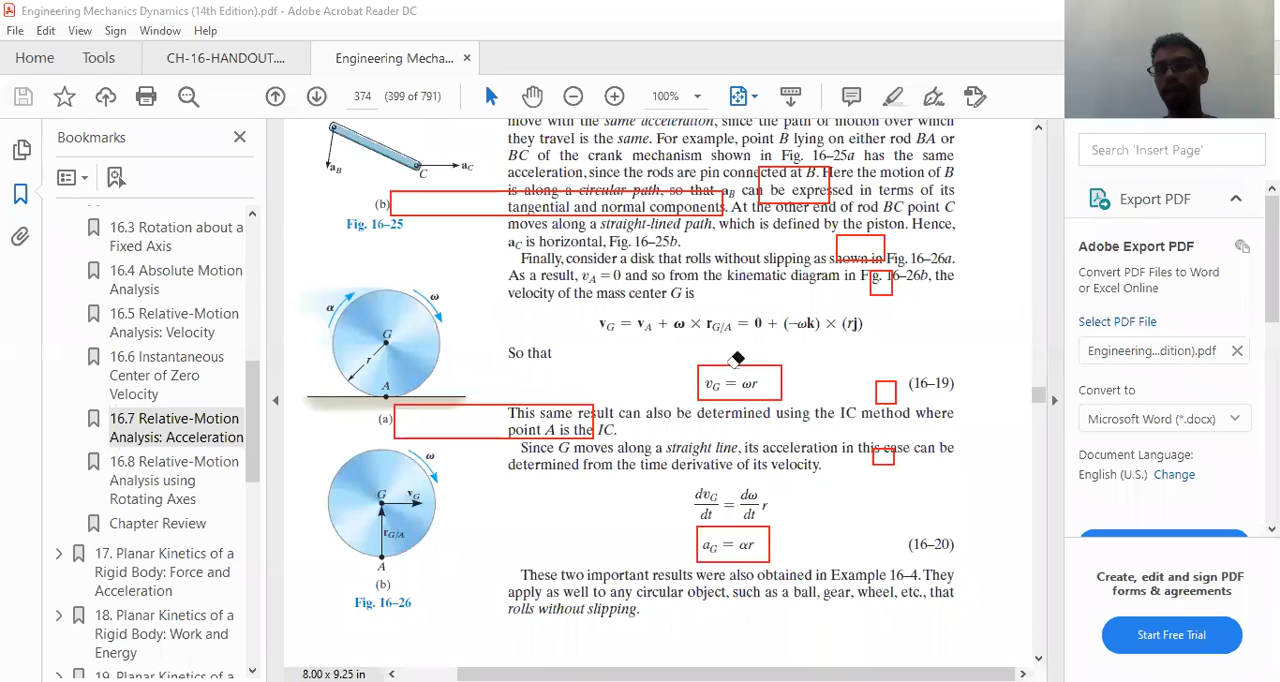 Engineering Mechanics Dynamics (14th Edition).pdf - Adobe Acrobat Reader DC
File Edit View Sign Window Help
Home Tools CH-16-HANDOUT.... Engineering Mecha... ×
374 (399 of 791) 100%
Bookmarks
16.3 Rotation about a
Fixed Axis
16.4 Absolute Motion
Analysis
16.5 Relative-Motion
Analysis: Velocity
16.6 Instantaneous
Center of Zero
Velocity
16.7 Relative-Motion
Analysis: Acceleration
16.8 Relative-Motion
Analysis using
Rotating Axes
Chapter Review
17. Planar Kinetics of a
Rigid Body: Force and
Acceleration
18. Planar Kinetics of a
Rigid Body: Work and
Energy
19. Planar Kinetics of a
a_B
C
a_C
(b)
Fig. 16–25
α
ω
G
r
A
(a)
ω
G
v_G
r_G/A
A
(b)
Fig. 16–26
8.00 x 9.25 in
move with the same acceleration, since the path of motion over which
they travel is the same. For example, point B lying on either rod BA or
BC of the crank mechanism shown in Fig. 16–25a has the same
acceleration, since the rods are pin connected at B. Here the motion of B
is along a circular path, so that a_B can be expressed in terms of its
tangential and normal components. At the other end of rod BC point C
moves along a straight-lined path, which is defined by the piston. Hence,
a_C is horizontal, Fig. 16–25b.
Finally, consider a disk that rolls without slipping as shown in Fig. 16–26a.
As a result, v_A = 0 and so from the kinematic diagram in Fig. 16–26b, the
velocity of the mass center G is
v_G = v_A + ω × r_G/A = 0 + (−ωk) × (rj)
So that
v_G = ωr (16–19)
This same result can also be determined using the IC method where
point A is the IC.
Since G moves along a straight line, its acceleration in this case can be
determined from the time derivative of its velocity.
dv_G/dt = dω/dt r
a_G = αr (16–20)
These two important results were also obtained in Example 16–4. They
apply as well to any circular object, such as a ball, gear, wheel, etc., that
rolls without slipping.
Search 'Insert Page'
Export PDF
Adobe Export PDF
Convert PDF Files to Word
or Excel Online
Select PDF File
Engineering...dition).pdf ×
Convert to
Microsoft Word (*.docx)
Document Language:
English (U.S.) Change
Create, edit and sign PDF
forms & agreements
Start Free Trial